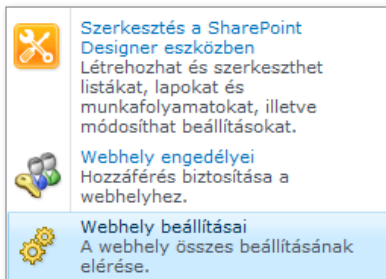 Szerkesztés a SharePoint
Designer eszközben
Létrehozhat és szerkeszthet
listákat, lapokat és
munkafolyamatokat, illetve
módosíthat beállításokat.
Webhely engedélyei
Hozzáférés biztosítása a
webhelyhez.
Webhely beállításai
A webhely összes beállításának
elérése.